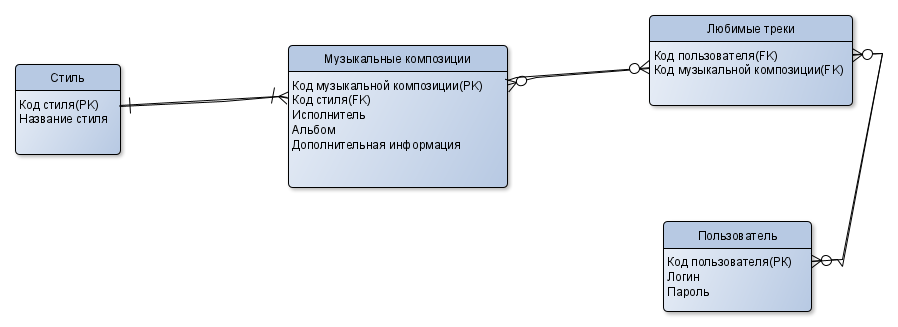 Стиль
Код стиля(PK)
Название стиля
Музыкальные композиции
Код музыкальной композиции(PK)
Код стиля(FK)
Исполнитель
Альбом
Дополнительная информация
Любимые треки
Код пользователя(FK)
Код музыкальной композиции(FK)
Пользователь
Код пользователя(PK)
Логин
Пароль